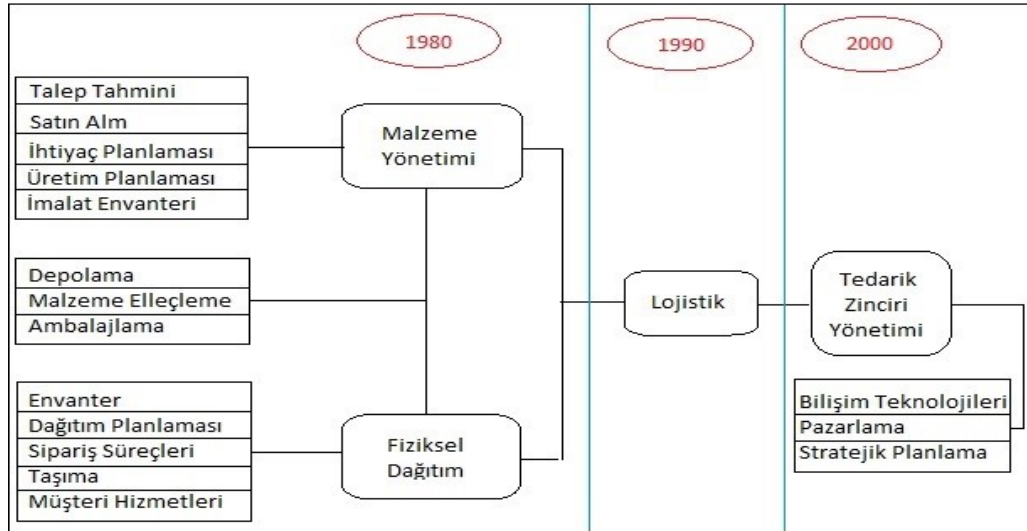 1980
1990
2000
Talep Tahmini
Satın Alm
İhtiyaç Planlaması
Üretim Planlaması
İmalat Envanteri
Malzeme
Yönetimi
Depolama
Malzeme Elleçleme
Ambalajlama
Lojistik
Tedarik
Zinciri
Yönetimi
Envanter
Dağıtım Planlaması
Sipariş Süreçleri
Taşıma
Müşteri Hizmetleri
Fiziksel
Dağıtım
Bilişim Teknolojileri
Pazarlama
Stratejik Planlama